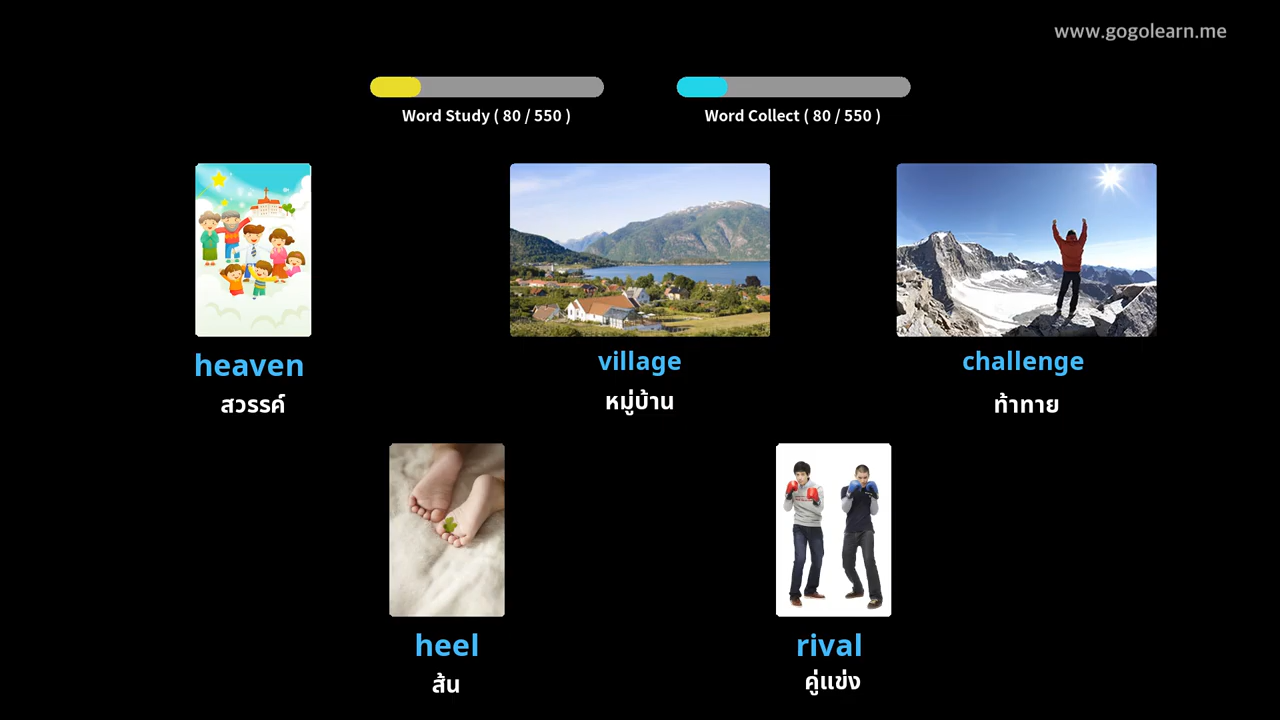 www.gogolearn.me
Word Study ( 80 / 550 )
Word Collect ( 80 / 550 )
heaven
สวรรค์
village
หมู่บ้าน
challenge
ท้าทาย
heel
ส้น
rival
คู่แข่ง